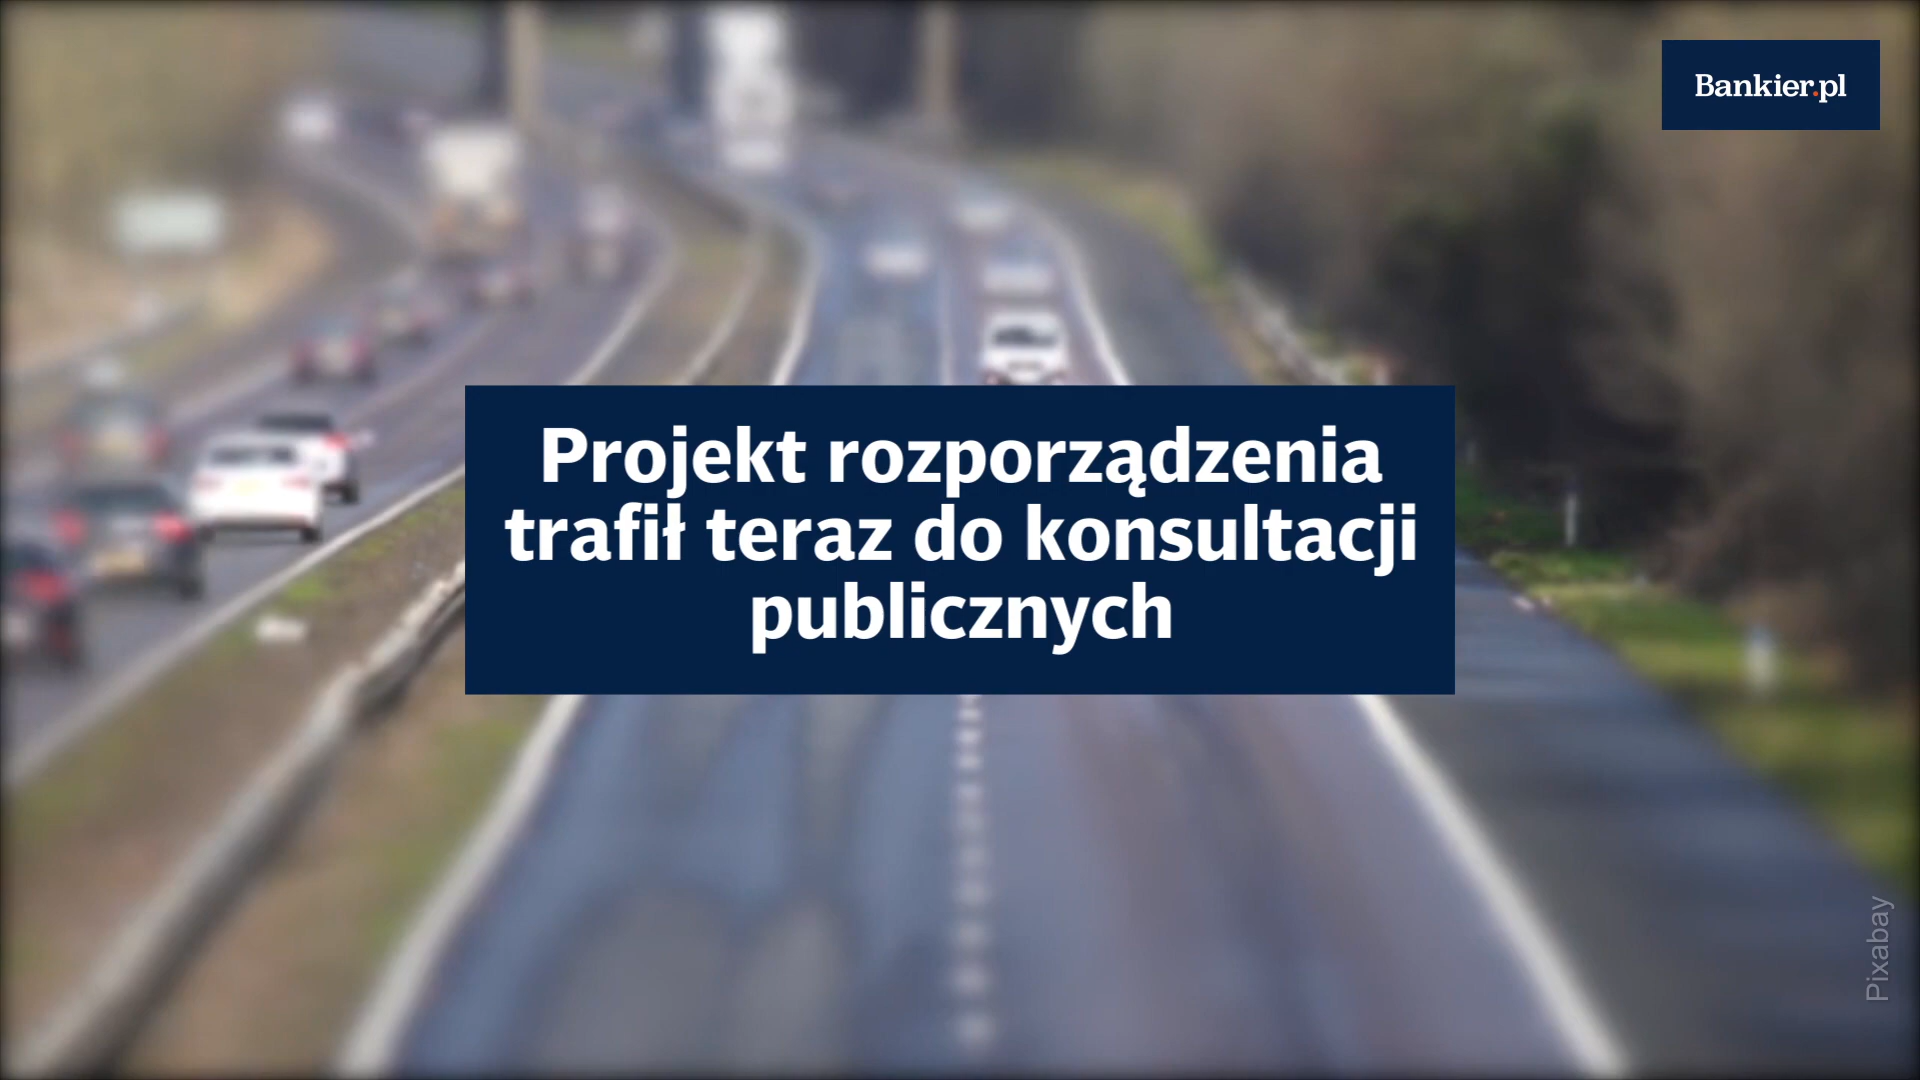 Bankier.pl
Projekt rozporządzenia
trafił teraz do konsultacji
publicznych
Pixabay